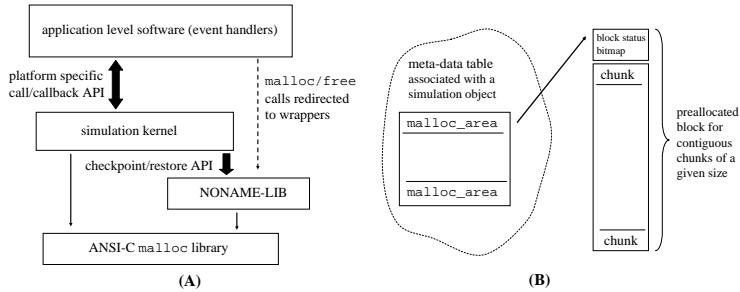 application level software (event handlers)
platform specific
call/callback API
malloc/free
calls redirected
to wrappers
simulation kernel
checkpoint/restore API
NONAME-LIB
ANSI-C malloc library
(A)
meta-data table
associated with a
simulation object
malloc_area
malloc_area
block status
bitmap
chunk
chunk
preallocated
block for
contiguous
chunks of a
given size
(B)